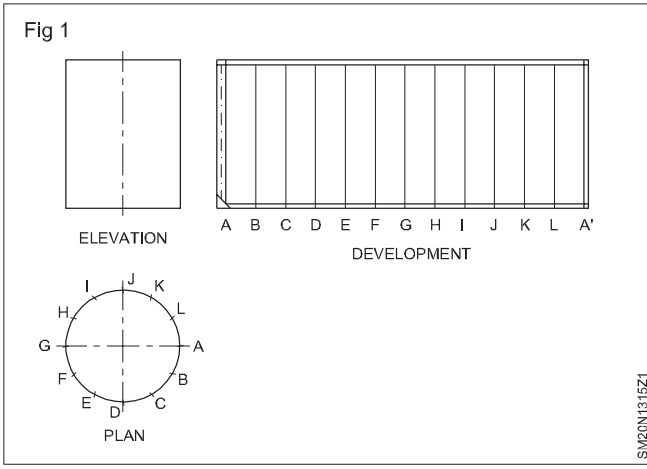 Fig 1
A B C D E F G H I J K L A'
ELEVATION
DEVELOPMENT
J
I K
H L
G A
F B
E C
D
PLAN
SM20N1315Z1